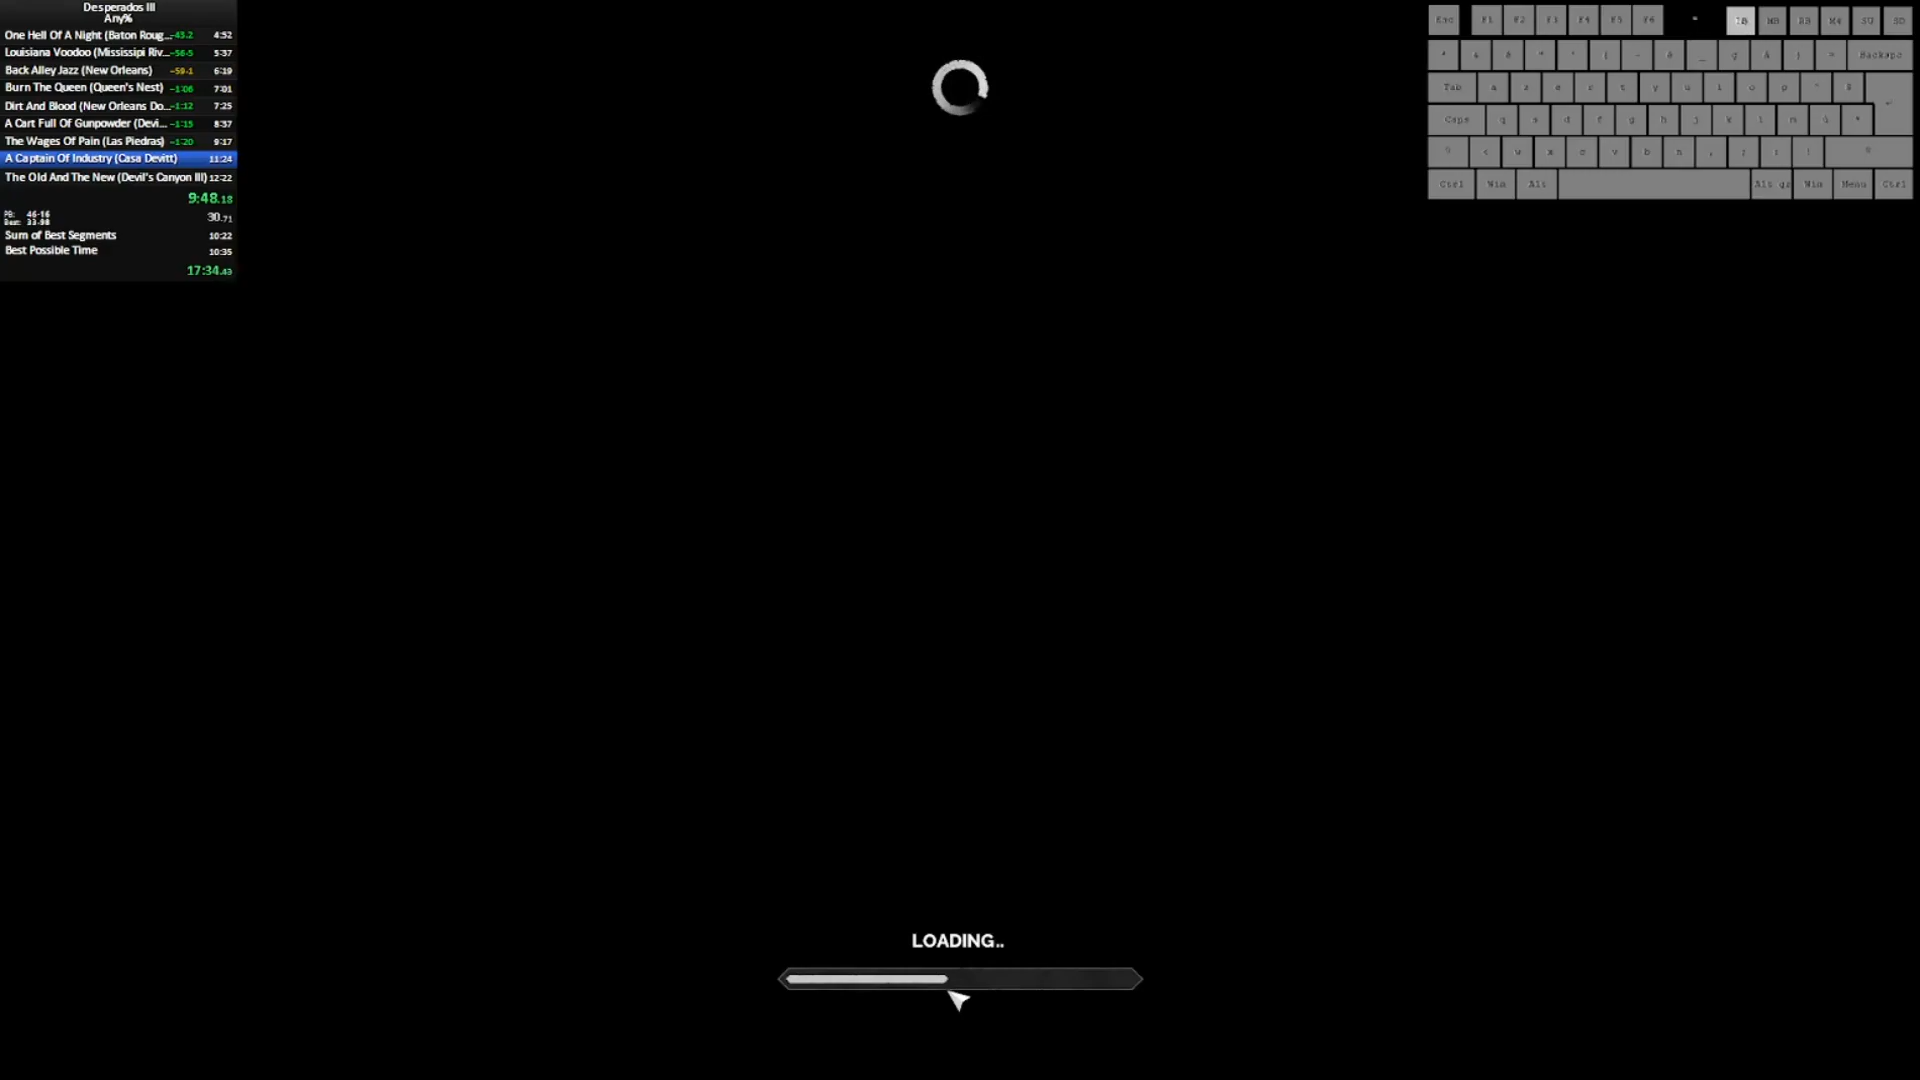 Desperados III
Any%
One Hell Of A Night (Baton Roug... -43.2 4:52
Louisiana Voodoo (Mississipi Riv... -56.5 5:37
Back Alley Jazz (New Orleans) -59.1 6:19
Burn The Queen (Queen's Nest) -1:06 7:01
Dirt And Blood (New Orleans Do... -1:12 7:25
A Cart Full Of Gunpowder (Devi... -1:15 8:37
The Wages Of Pain (Las Piedras) -1:20 9:17
A Captain Of Industry (Casa Devitt) 11:24
The Old And The New (Devil's Canyon III) 12:22
9:48.18
PB: 46.16
Best: 33.98
30.71
Sum of Best Segments 10:22
Best Possible Time 10:35
17:34.43
Esc F1 F2 F3 F4 F5 F6
Backspc
Tab a z e r t y u i o p
Caps q s d f g h j k l m
< w x c v b n
Ctrl Win Alt Alt gr Win Menu Ctrl
LOADING..